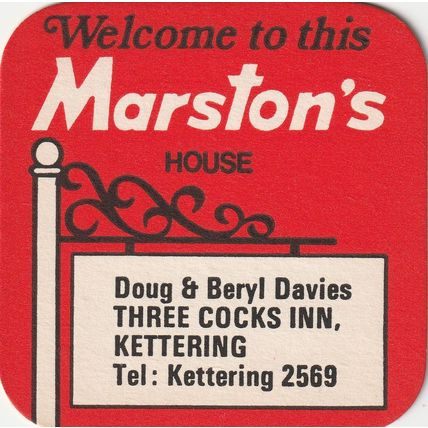 Welcome to this
Marston's
HOUSE
Doug & Beryl Davies
THREE COCKS INN,
KETTERING
Tel: Kettering 2569